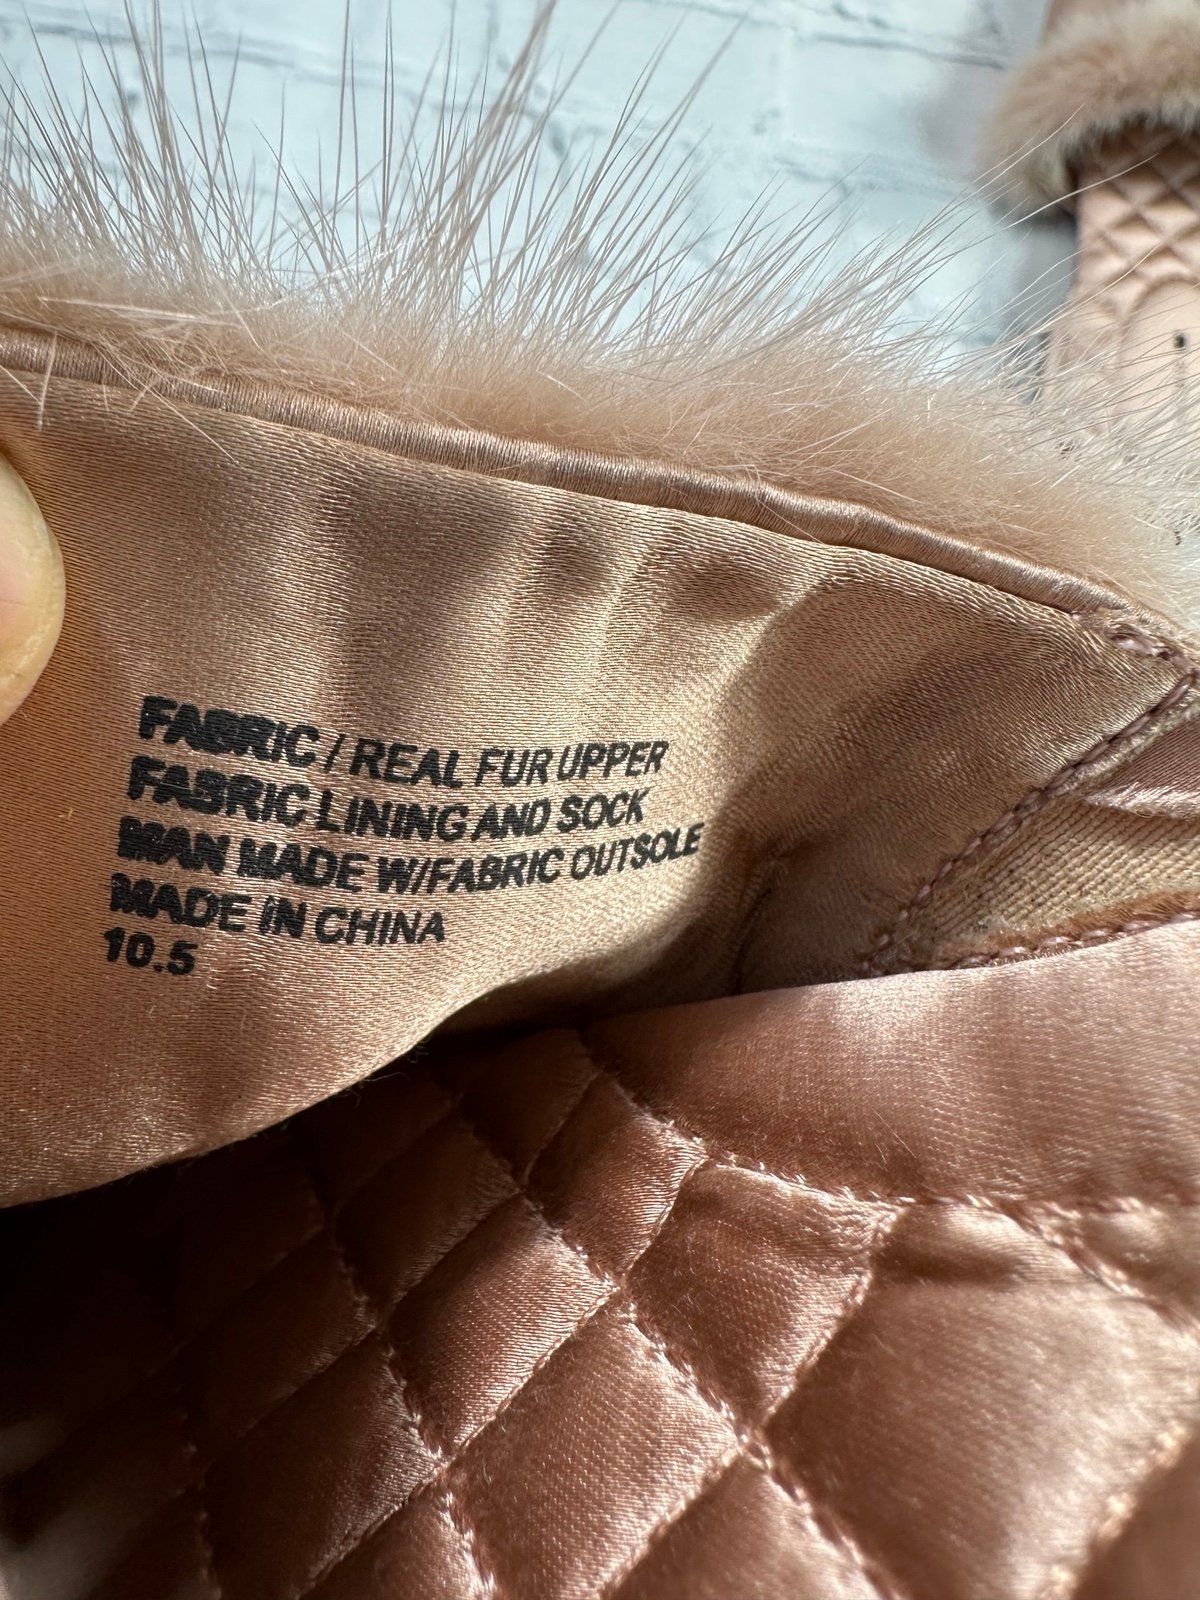 FABRIC / REAL FUR UPPER
FABRIC LINING AND SOCK
MAN MADE W/FABRIC OUTSOLE
MADE IN CHINA
10.5